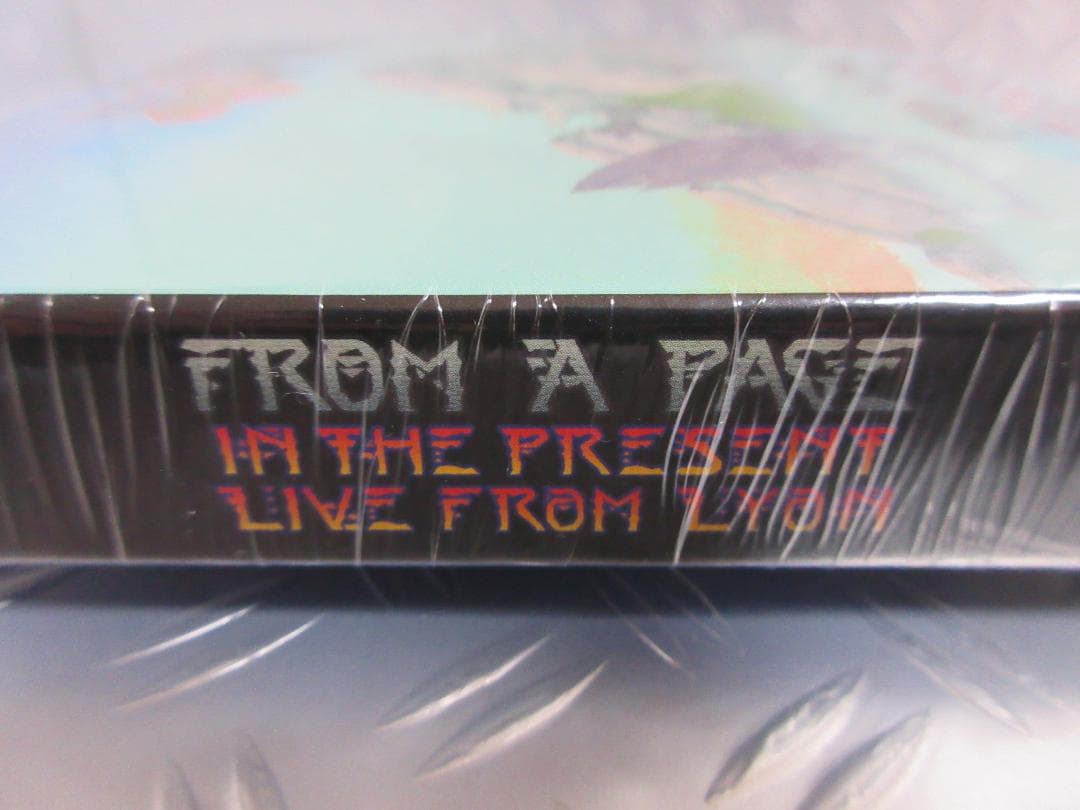 FROM A PAGE
IN THE PRESENT
LIVE FROM LYON